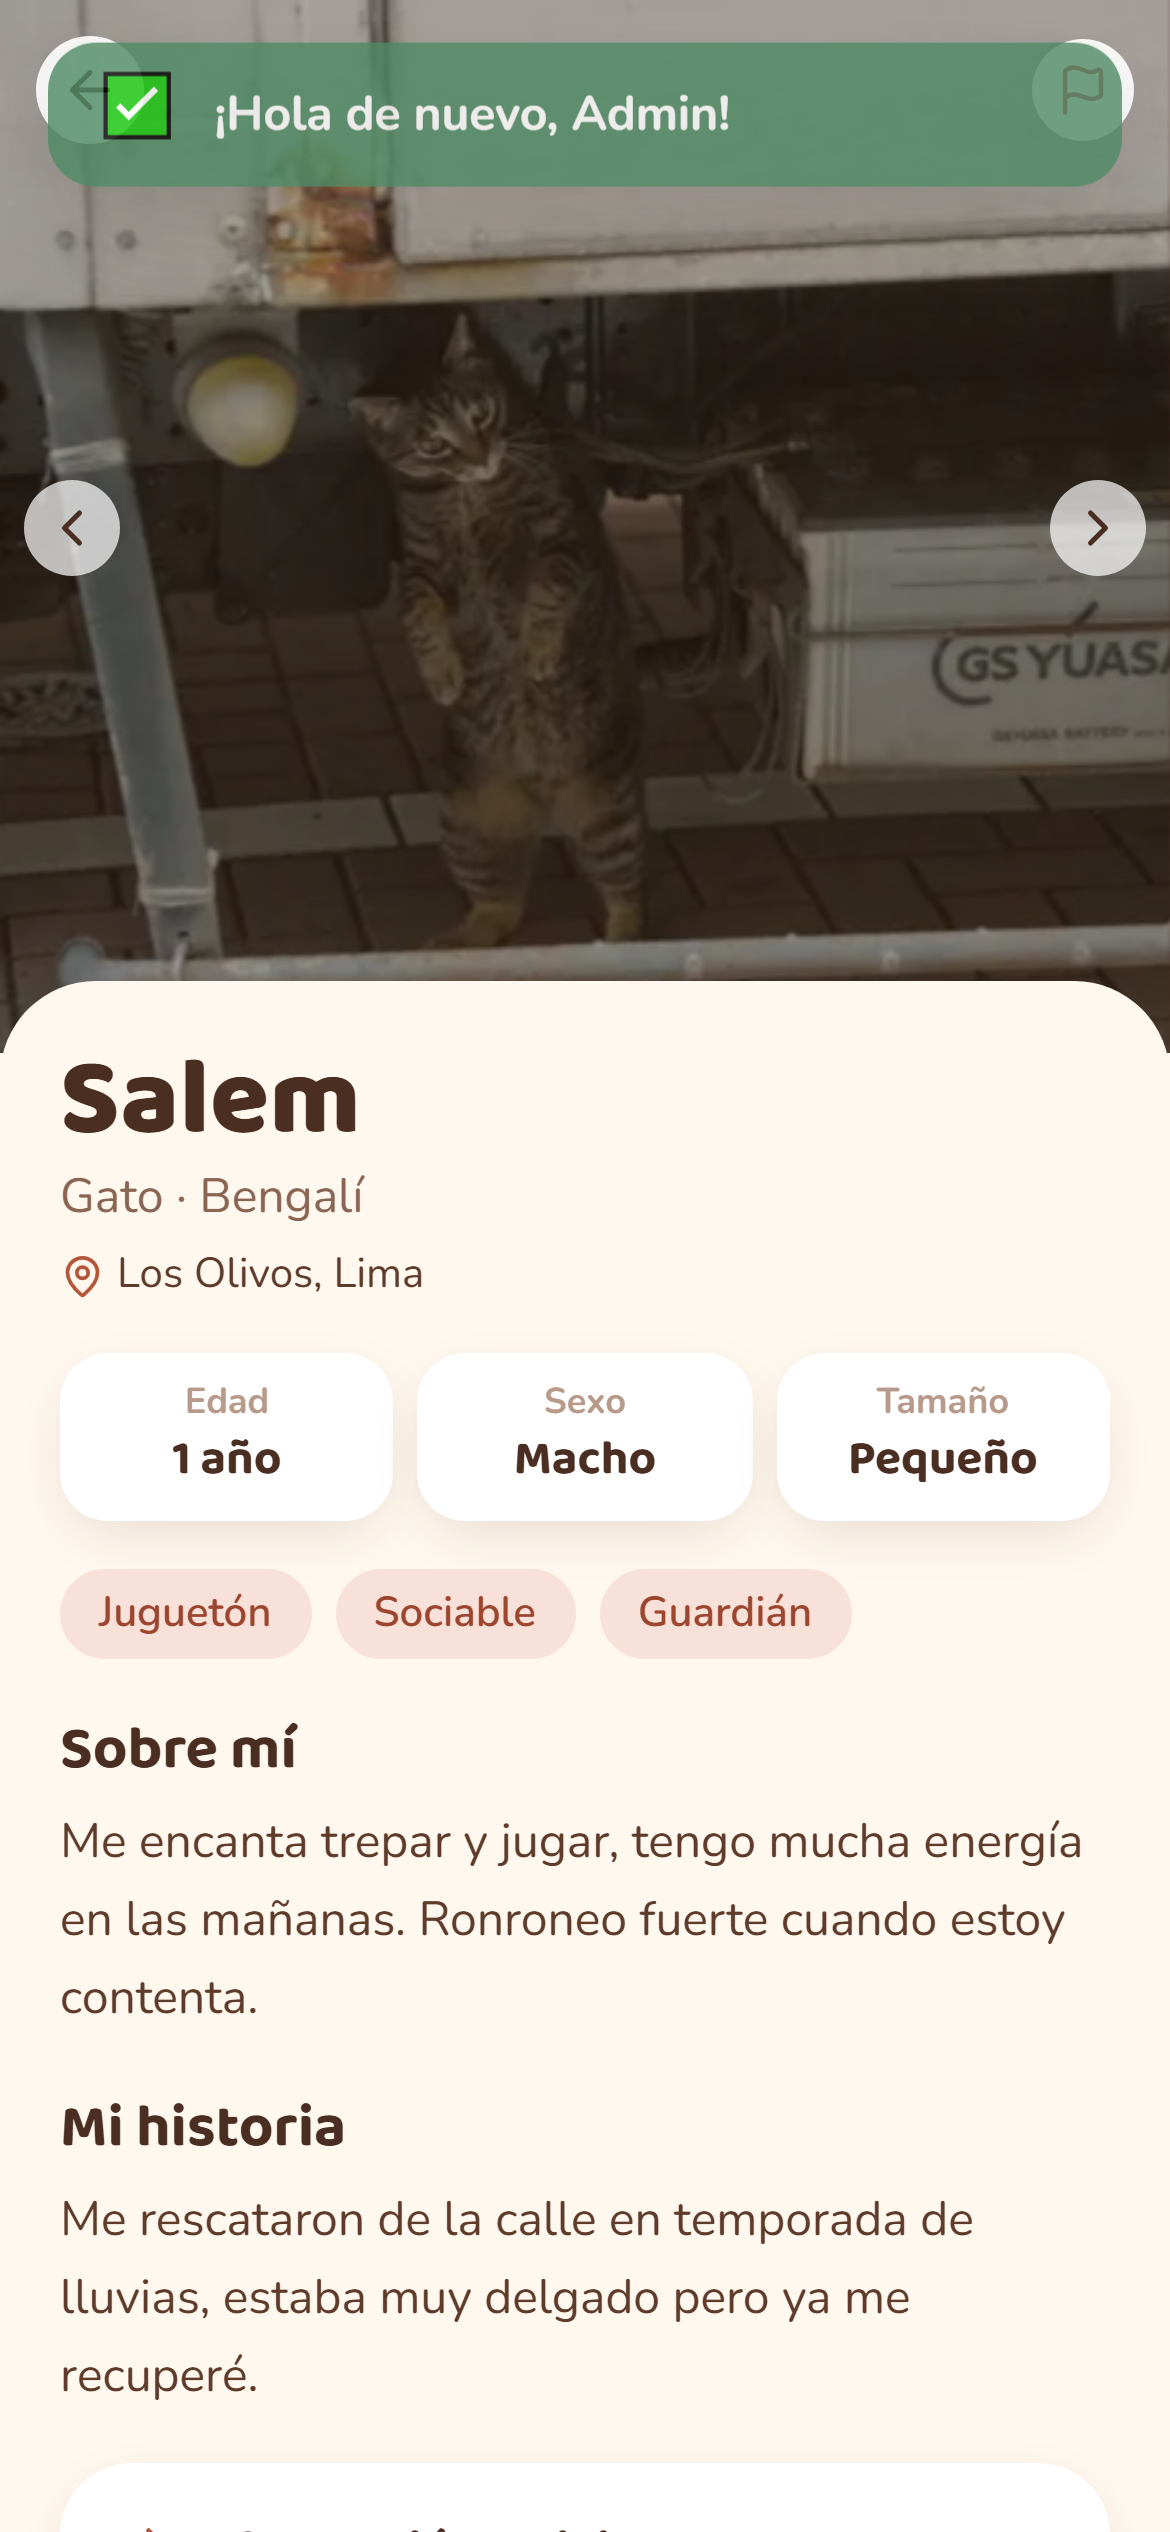 ¡Hola de nuevo, Admin!
GS YUASA
Salem
Gato · Bengalí
Los Olivos, Lima
Edad
1 año
Sexo
Macho
Tamaño
Pequeño
Juguetón
Sociable
Guardián
Sobre mí
Me encanta trepar y jugar, tengo mucha energía
en las mañanas. Ronroneo fuerte cuando estoy
contenta.
Mi historia
Me rescataron de la calle en temporada de
lluvias, estaba muy delgado pero ya me
recuperé.